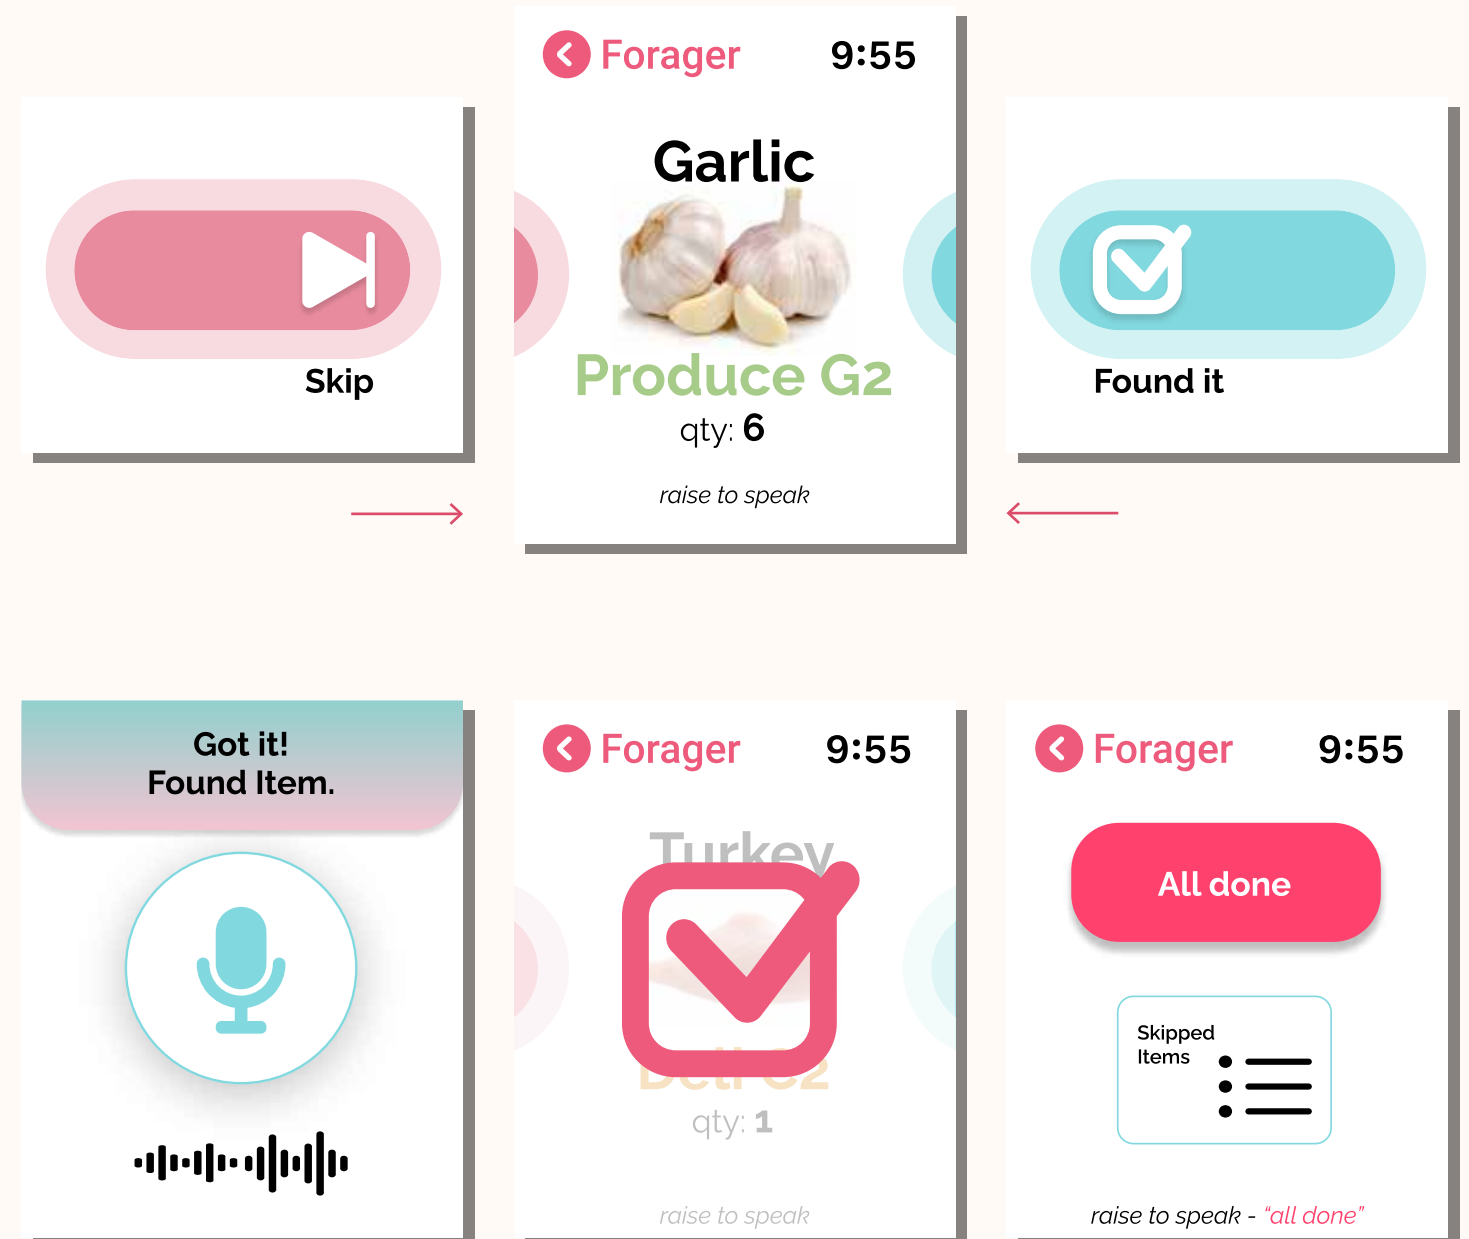 Skip
Forager 9:55
Garlic
Produce G2
qty: 6
raise to speak
Found it
Got it!
Found Item.
Forager 9:55
Turkey
Deli C2
qty: 1
raise to speak
Forager 9:55
All done
Skipped
Items
raise to speak - “all done”